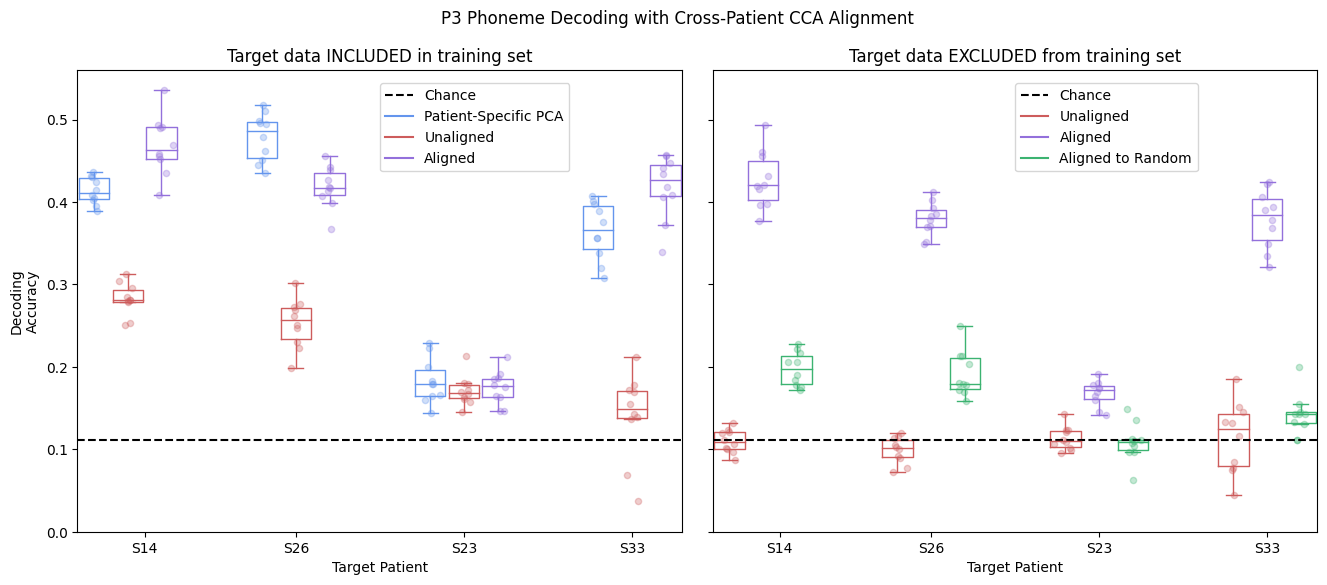 P3 Phoneme Decoding with Cross-Patient CCA Alignment
Target data INCLUDED in training set
Chance
Patient-Specific PCA
Unaligned
Aligned
0.5
0.4
0.3
0.2
0.1
0.0
Decoding
Accuracy
S14
S26
S23
S33
Target Patient
Target data EXCLUDED from training set
Chance
Unaligned
Aligned
Aligned to Random
S14
S26
S23
S33
Target Patient